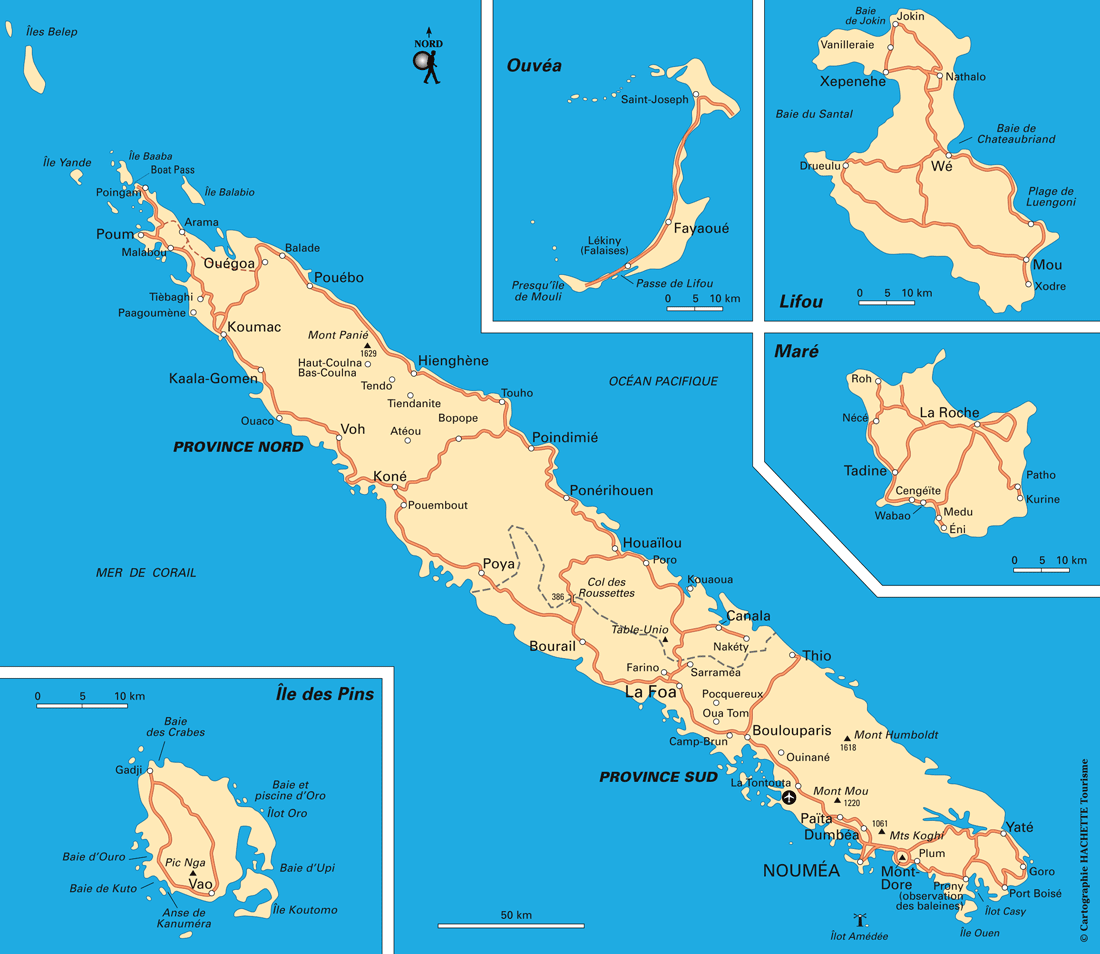 Îles Belep
NORD
Île Yande
Île Baaba
Boat Pass
Poingam
Île Balabio
Arama
Poum
Malabou
Ouégoa
Balade
Pouébo
Tièbaghi
Paagoumène
Koumac
Mont Panié
1629
Haut-Coulna
Bas-Coulna
Hienghène
Tendo
Tiendanite
Kaala-Gomen
Touho
Ouaco
Bopope
Voh
Atéou
Poindimié
PROVINCE NORD
OCÉAN PACIFIQUE
Koné
Ponérihouen
Pouembout
Houaïlou
Poro
MER DE CORAIL
Poya
Col des
Roussettes
386
Kouaoua
Canala
Table-Unio
Nakéty
Bourail
Thio
Farino
Sarraméa
La Foa
Pocquereux
Oua Tom
Boulouparis
Camp-Brun
Mont Humboldt
1618
Ouinané
PROVINCE SUD
La Tontouta
Mont Mou
1220
Païta
Dumbéa
1061
Mts Koghi
Yaté
NOUMÉA
Mont-
Dore
Plum
Goro
Prony
(observation
des baleines)
Port Boisé
Îlot Casy
Île Ouen
Îlot Amédée
50 km
Ouvéa
Saint-Joseph
Fayaoué
Lékiny
(Falaises)
Presqu'île
de Mouli
Passe de Lifou
0 5 10 km
Baie
de Jokin
Jokin
Vanilleraie
Xepenehe
Nathalo
Baie du Santal
Baie de
Chateaubriand
Drueulu
Wé
Plage de
Luengoni
Mou
Xodre
Lifou
0 5 10 km
Maré
Roh
Nécé
La Roche
Tadine
Cengéïte
Patho
Kurine
Wabao
Medu
Éni
0 5 10 km
Île des Pins
0 5 10 km
Baie
des Crabes
Gadji
Baie et
piscine d'Oro
Îlot Oro
Baie d'Ouro
Pic Nga
Baie d'Upi
Baie de Kuto
Vao
Anse de
Kanuméra
Île Koutomo
© Cartographie HACHETTE Tourisme